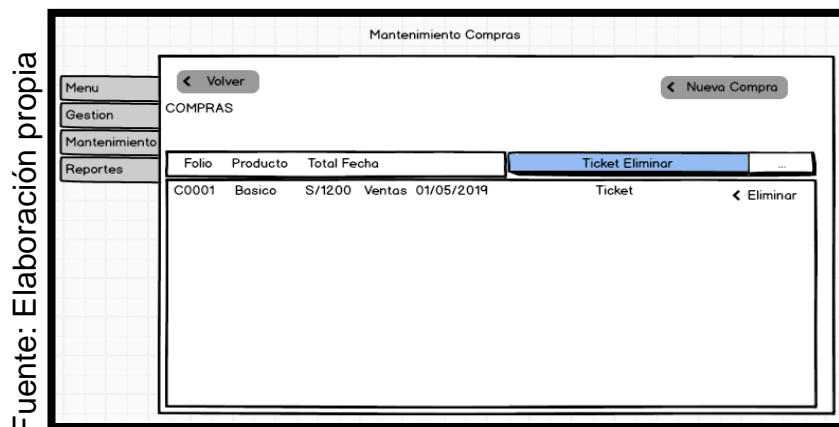 Mantenimiento Compras
Volver
Nueva Compra
Menu
COMPRAS
Gestion
Mantenimiento
Reportes
Folio Producto Total Fecha Ticket Eliminar ...
C0001 Basico S/1200 Ventas 01/05/2019 Ticket Eliminar
Fuente: Elaboración propia